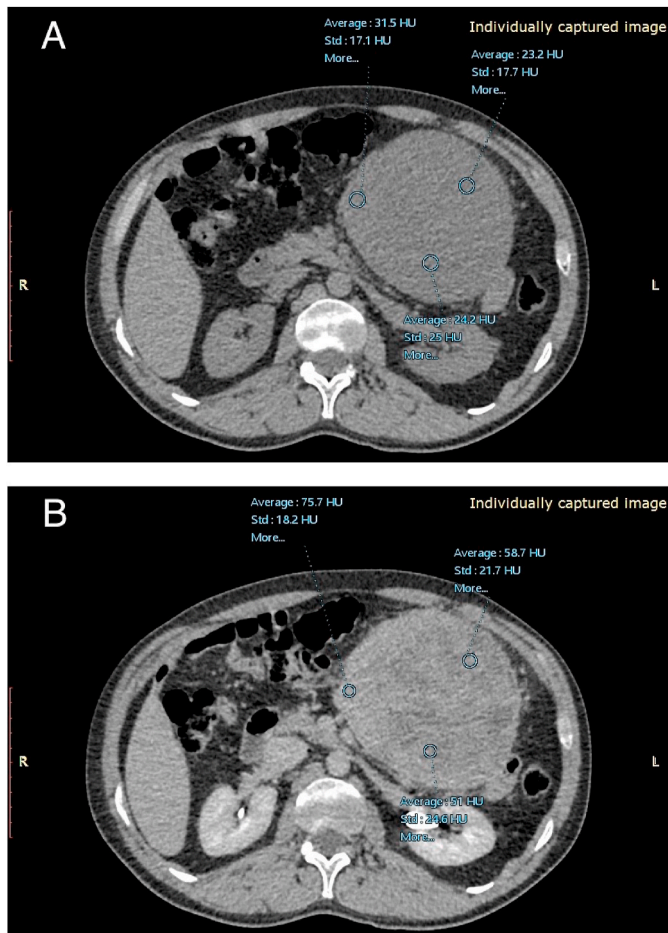 A
Individually captured image
Average : 31.5 HU
Std : 17.1 HU
More...
Average : 23.2 HU
Std : 17.7 HU
More...
R
L
Average : 24.2 HU
Std : 25 HU
More...
B
Individually captured image
Average : 75.7 HU
Std : 18.2 HU
More...
Average : 58.7 HU
Std : 21.7 HU
More...
R
L
Average : 51 HU
Std : 24.6 HU
More...